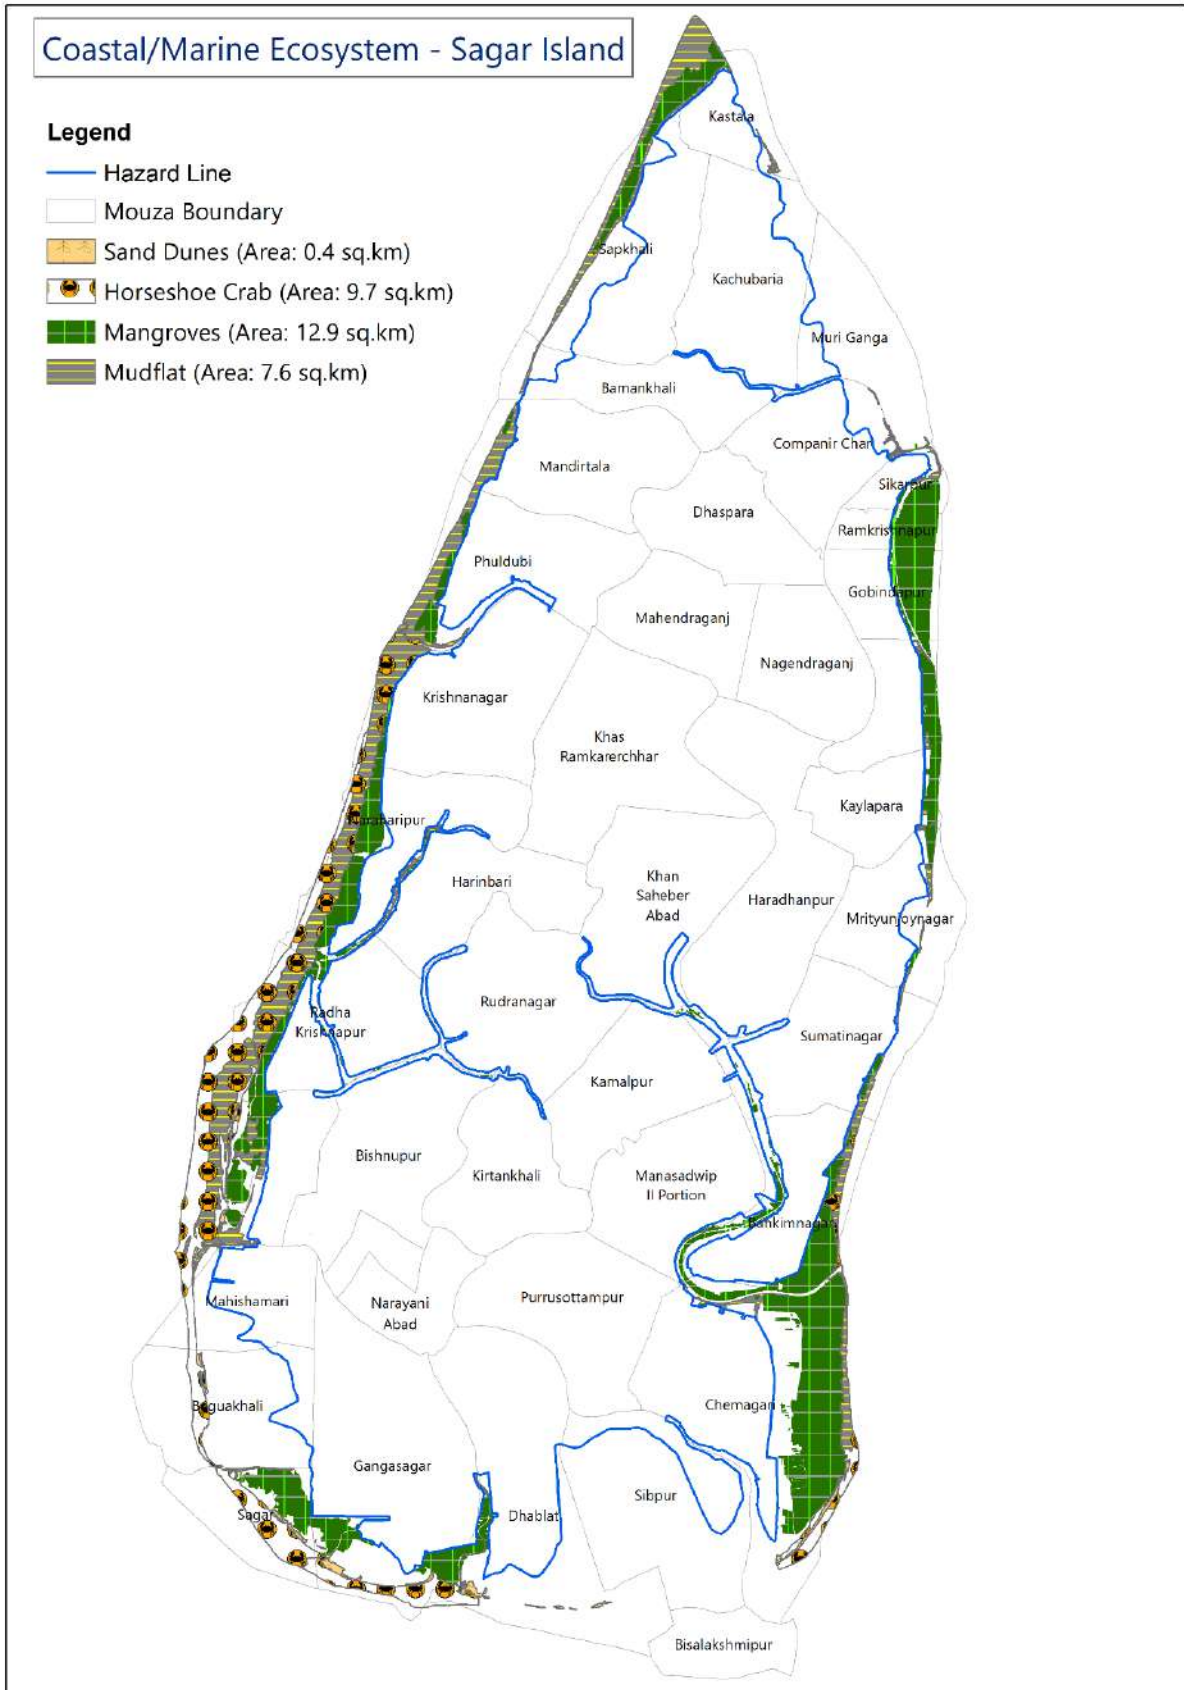 Coastal/Marine Ecosystem - Sagar Island
Legend
Hazard Line
Mouza Boundary
Sand Dunes (Area: 0.4 sq.km)
Horseshoe Crab (Area: 9.7 sq.km)
Mangroves (Area: 12.9 sq.km)
Mudflat (Area: 7.6 sq.km)
Kastala
Sapkhali
Kachubaria
Muri Ganga
Bamankhali
Companir Char
Mandirtala
Sikarpur
Dhaspara
Ramkrishnapur
Phuldubi
Gobindapur
Mahendraganj
Nagendraganj
Krishnanagar
Khas
Ramkarerchhar
Kaylapara
Naraharipur
Harinbari
Khan
Saheber
Abad
Haradhanpur
Mrityunjoynagar
Rudranagar
Radha
Krisnapur
Sumatinagar
Kamalpur
Bishnupur
Kirtankhali
Manasadwip
II Portion
Bankimnagar
Mahishamari
Narayani
Abad
Purrusottampur
Beguakhali
Chemagari
Gangasagar
Sagar
Dhablat
Sibpur
Bisalakshmipur